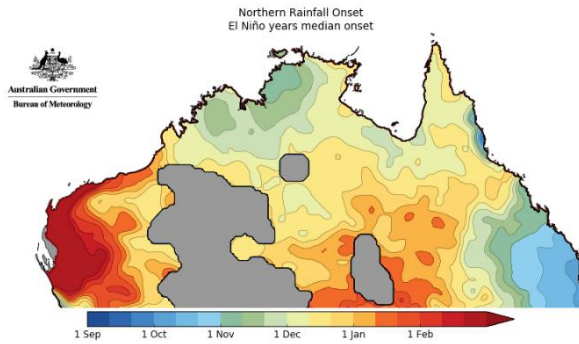 Northern Rainfall Onset
El Niño years median onset
Australian Government
Bureau of Meteorology
1 Sep 1 Oct 1 Nov 1 Dec 1 Jan 1 Feb